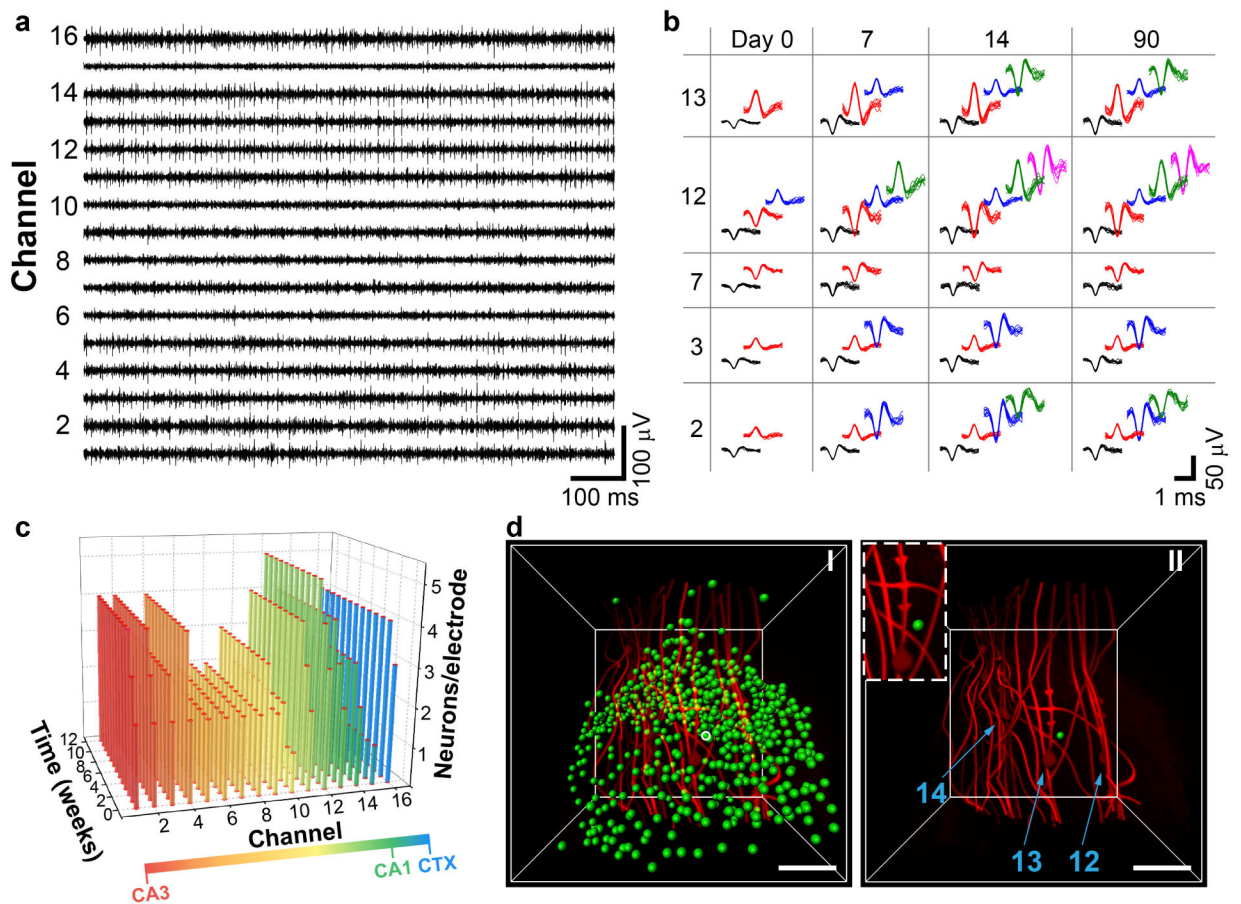 a
16
14
12
10
8
6
4
2
Channel
100 µV
100 ms
b
Day 0 7 14 90
13
12
7
3
2
50 µV
1 ms
c
Time (weeks)
12
10
8
6
4
2
0
2 4 6 8 10 12 14 16
Channel
Neurons/electrode
5
4
3
2
1
CA3 CA1 CTX
d
I
II
14
13
12